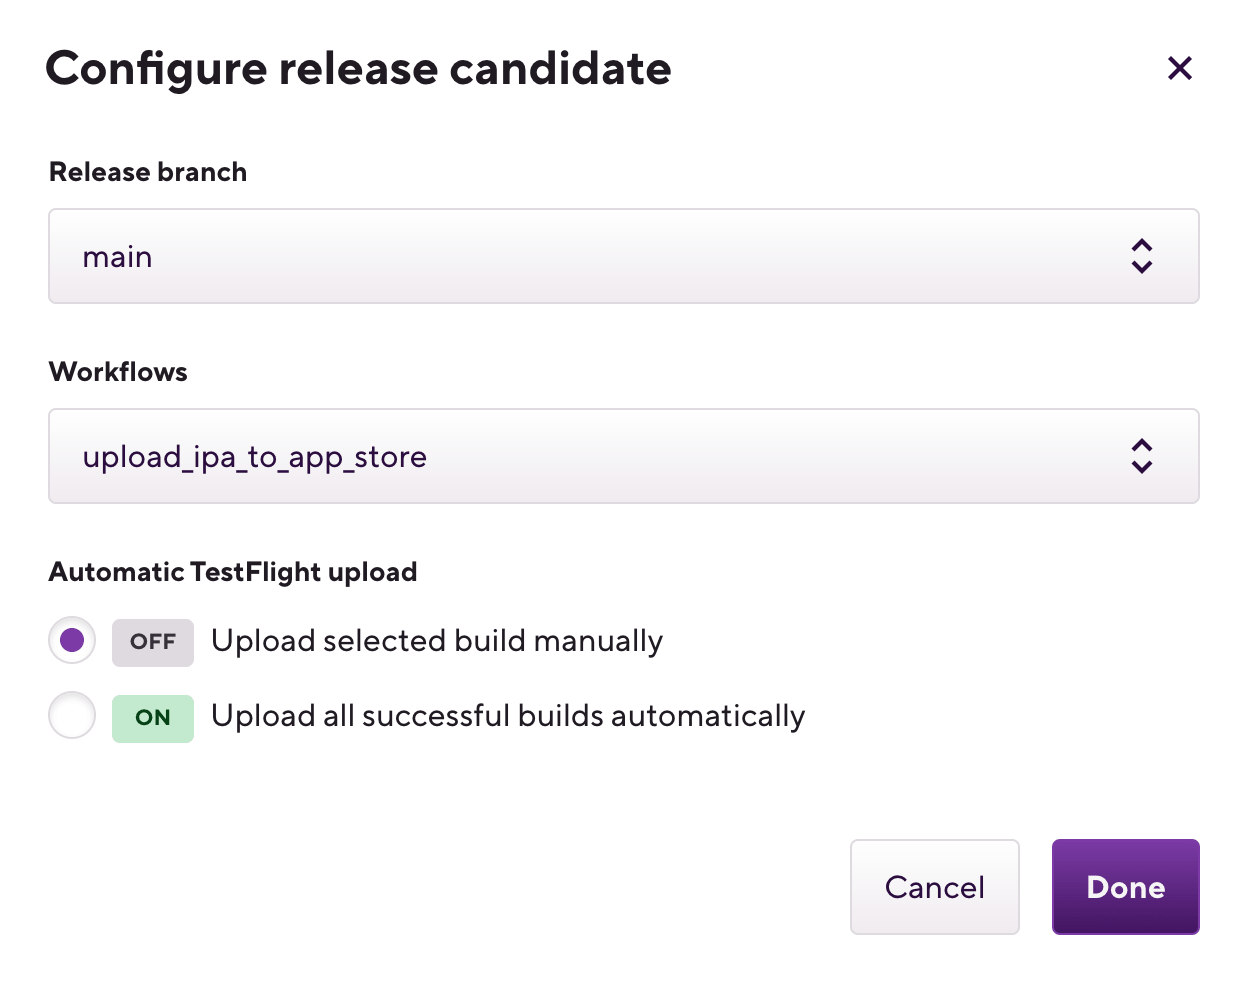 Configure release candidate
Release branch
main
Workflows
upload_ipa_to_app_store
Automatic TestFlight upload
OFF Upload selected build manually
ON Upload all successful builds automatically
Cancel Done